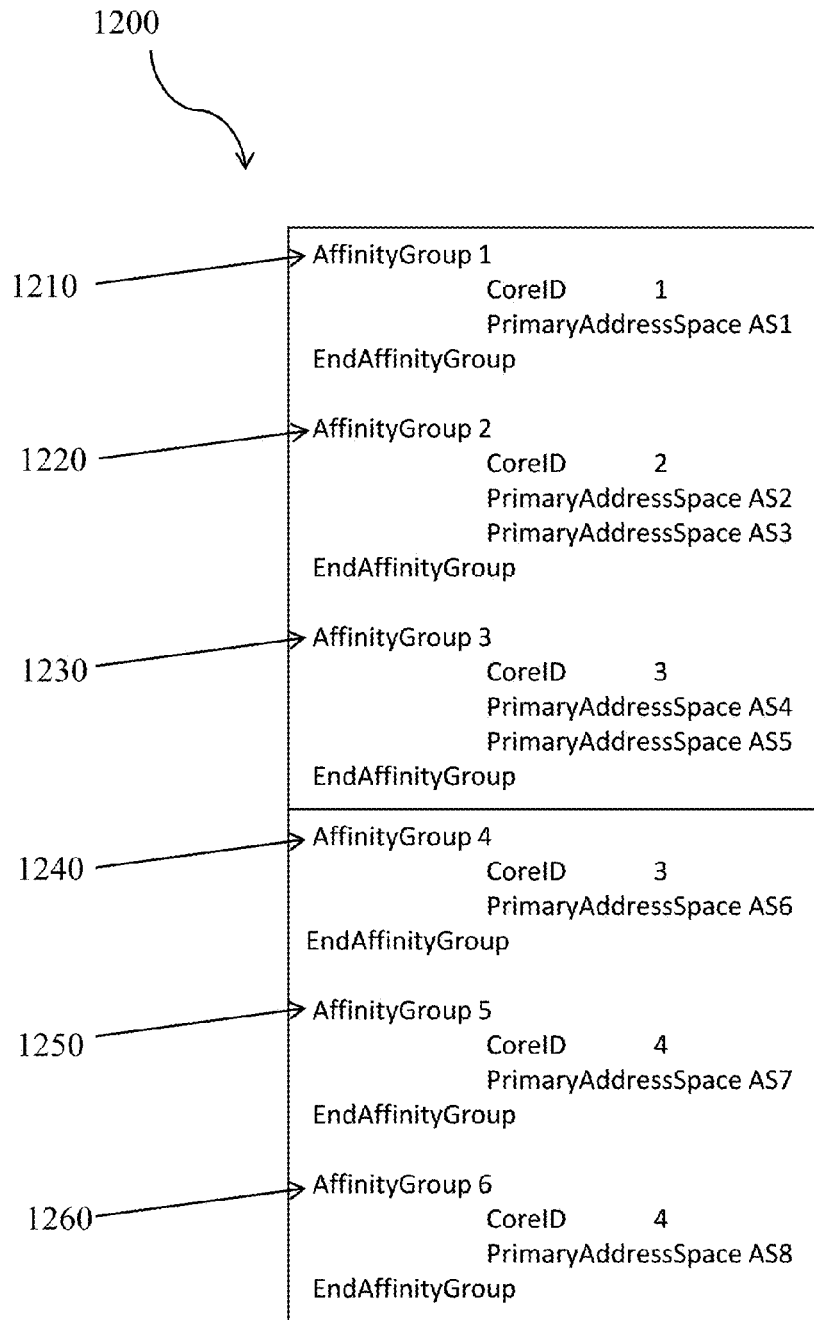 1200
1210
AffinityGroup 1
CoreID 1
PrimaryAddressSpace AS1
EndAffinityGroup
1220
AffinityGroup 2
CoreID 2
PrimaryAddressSpace AS2
PrimaryAddressSpace AS3
EndAffinityGroup
1230
AffinityGroup 3
CoreID 3
PrimaryAddressSpace AS4
PrimaryAddressSpace AS5
EndAffinityGroup
1240
AffinityGroup 4
CoreID 3
PrimaryAddressSpace AS6
EndAffinityGroup
1250
AffinityGroup 5
CoreID 4
PrimaryAddressSpace AS7
EndAffinityGroup
1260
AffinityGroup 6
CoreID 4
PrimaryAddressSpace AS8
EndAffinityGroup